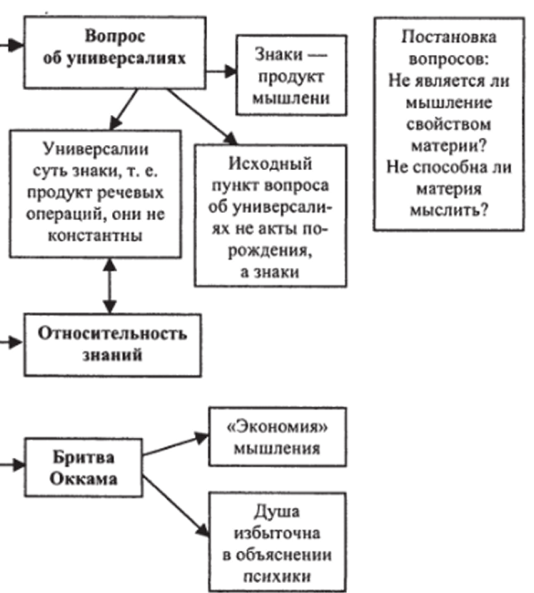 Вопрос
об универсалиях
Знаки —
продукт
мышлени
Постановка
вопросов:
Не является ли
мышление
свойством
материи?
Не способна ли
материя
мыслить?
Универсалии
суть знаки, т. е.
продукт речевых
операций, они не
константны
Исходный
пункт вопроса
об универсали-
ях не акты по-
рождения,
а знаки
Относительность
знаний
Бритва
Оккама
«Экономия»
мышления
Душа
избыточна
в объяснении
психики